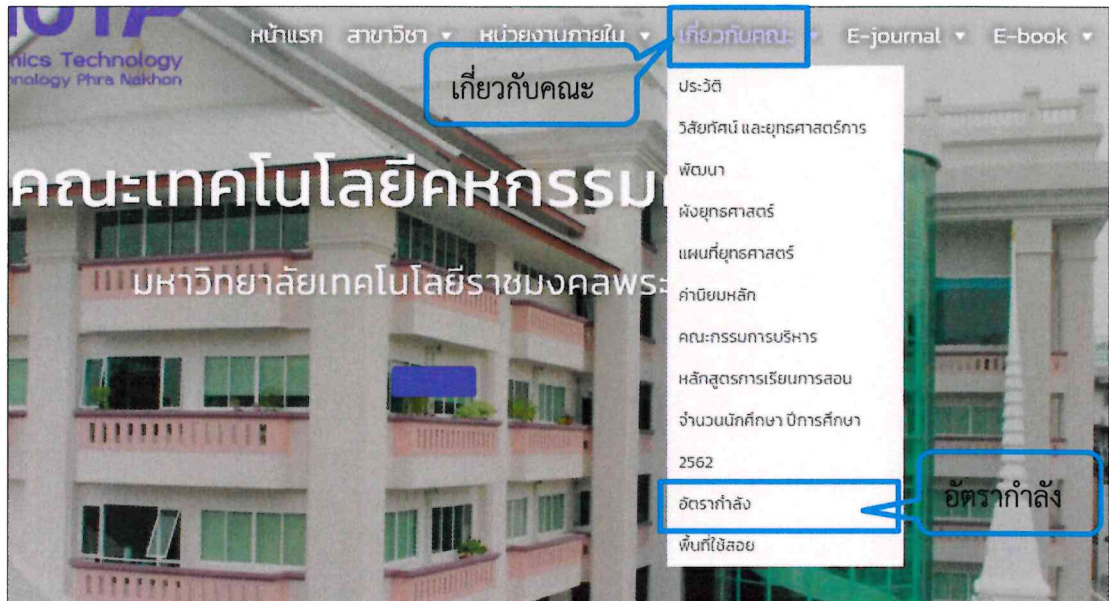 nics Technology
nnology Phra Nakhon
หน้าแรก สาขาวิชา หน่วยงานภายใน เกี่ยวกับคณะ E-journal E-book
เกี่ยวกับคณะ
ประวัติ
วิสัยทัศน์ และยุทธศาสตร์การ
พัฒนา
ผังยุทธศาสตร์
แผนที่ยุทธศาสตร์
ค่านิยมหลัก
คณะกรรมการบริหาร
หลักสูตรการเรียนการสอน
จำนวนนักศึกษา ปีการศึกษา
2562
อัตรากำลัง
พื้นที่ใช้สอย
อัตรากำลัง
คณะเทคโนโลยีคหกรรม
มหาวิทยาลัยเทคโนโลยีราชมงคลพระ